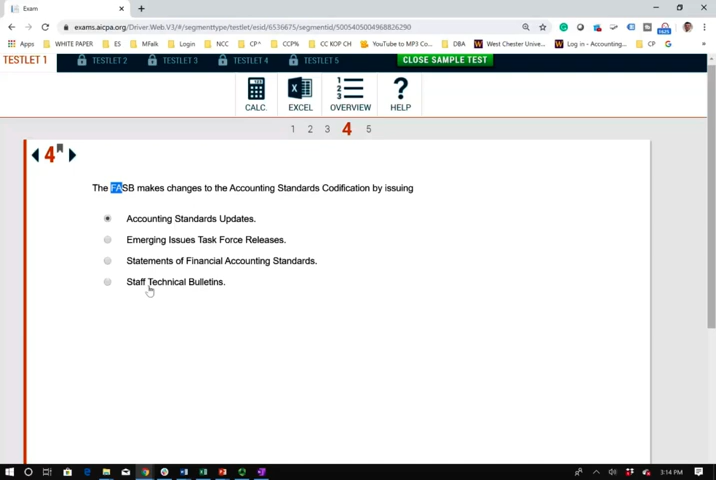 Exam
exams.aicpa.org/Driver.Web.V3/#/segmenttype/testlet/esid/6536675/segmentid/5005405004968826290
Apps WHITE PAPER ES MFalk Login NCC CP^ CCP% CC KOP CH YouTube to MP3 Co... DBA West Chester Unive... Log in - Accounting... CP »
TESTLET 1 TESTLET 2 TESTLET 3 TESTLET 4 TESTLET 5 CLOSE SAMPLE TEST
CALC. EXCEL OVERVIEW HELP
1 2 3 4 5
4
The FASB makes changes to the Accounting Standards Codification by issuing
Accounting Standards Updates.
Emerging Issues Task Force Releases.
Statements of Financial Accounting Standards.
Staff Technical Bulletins.
3:14 PM